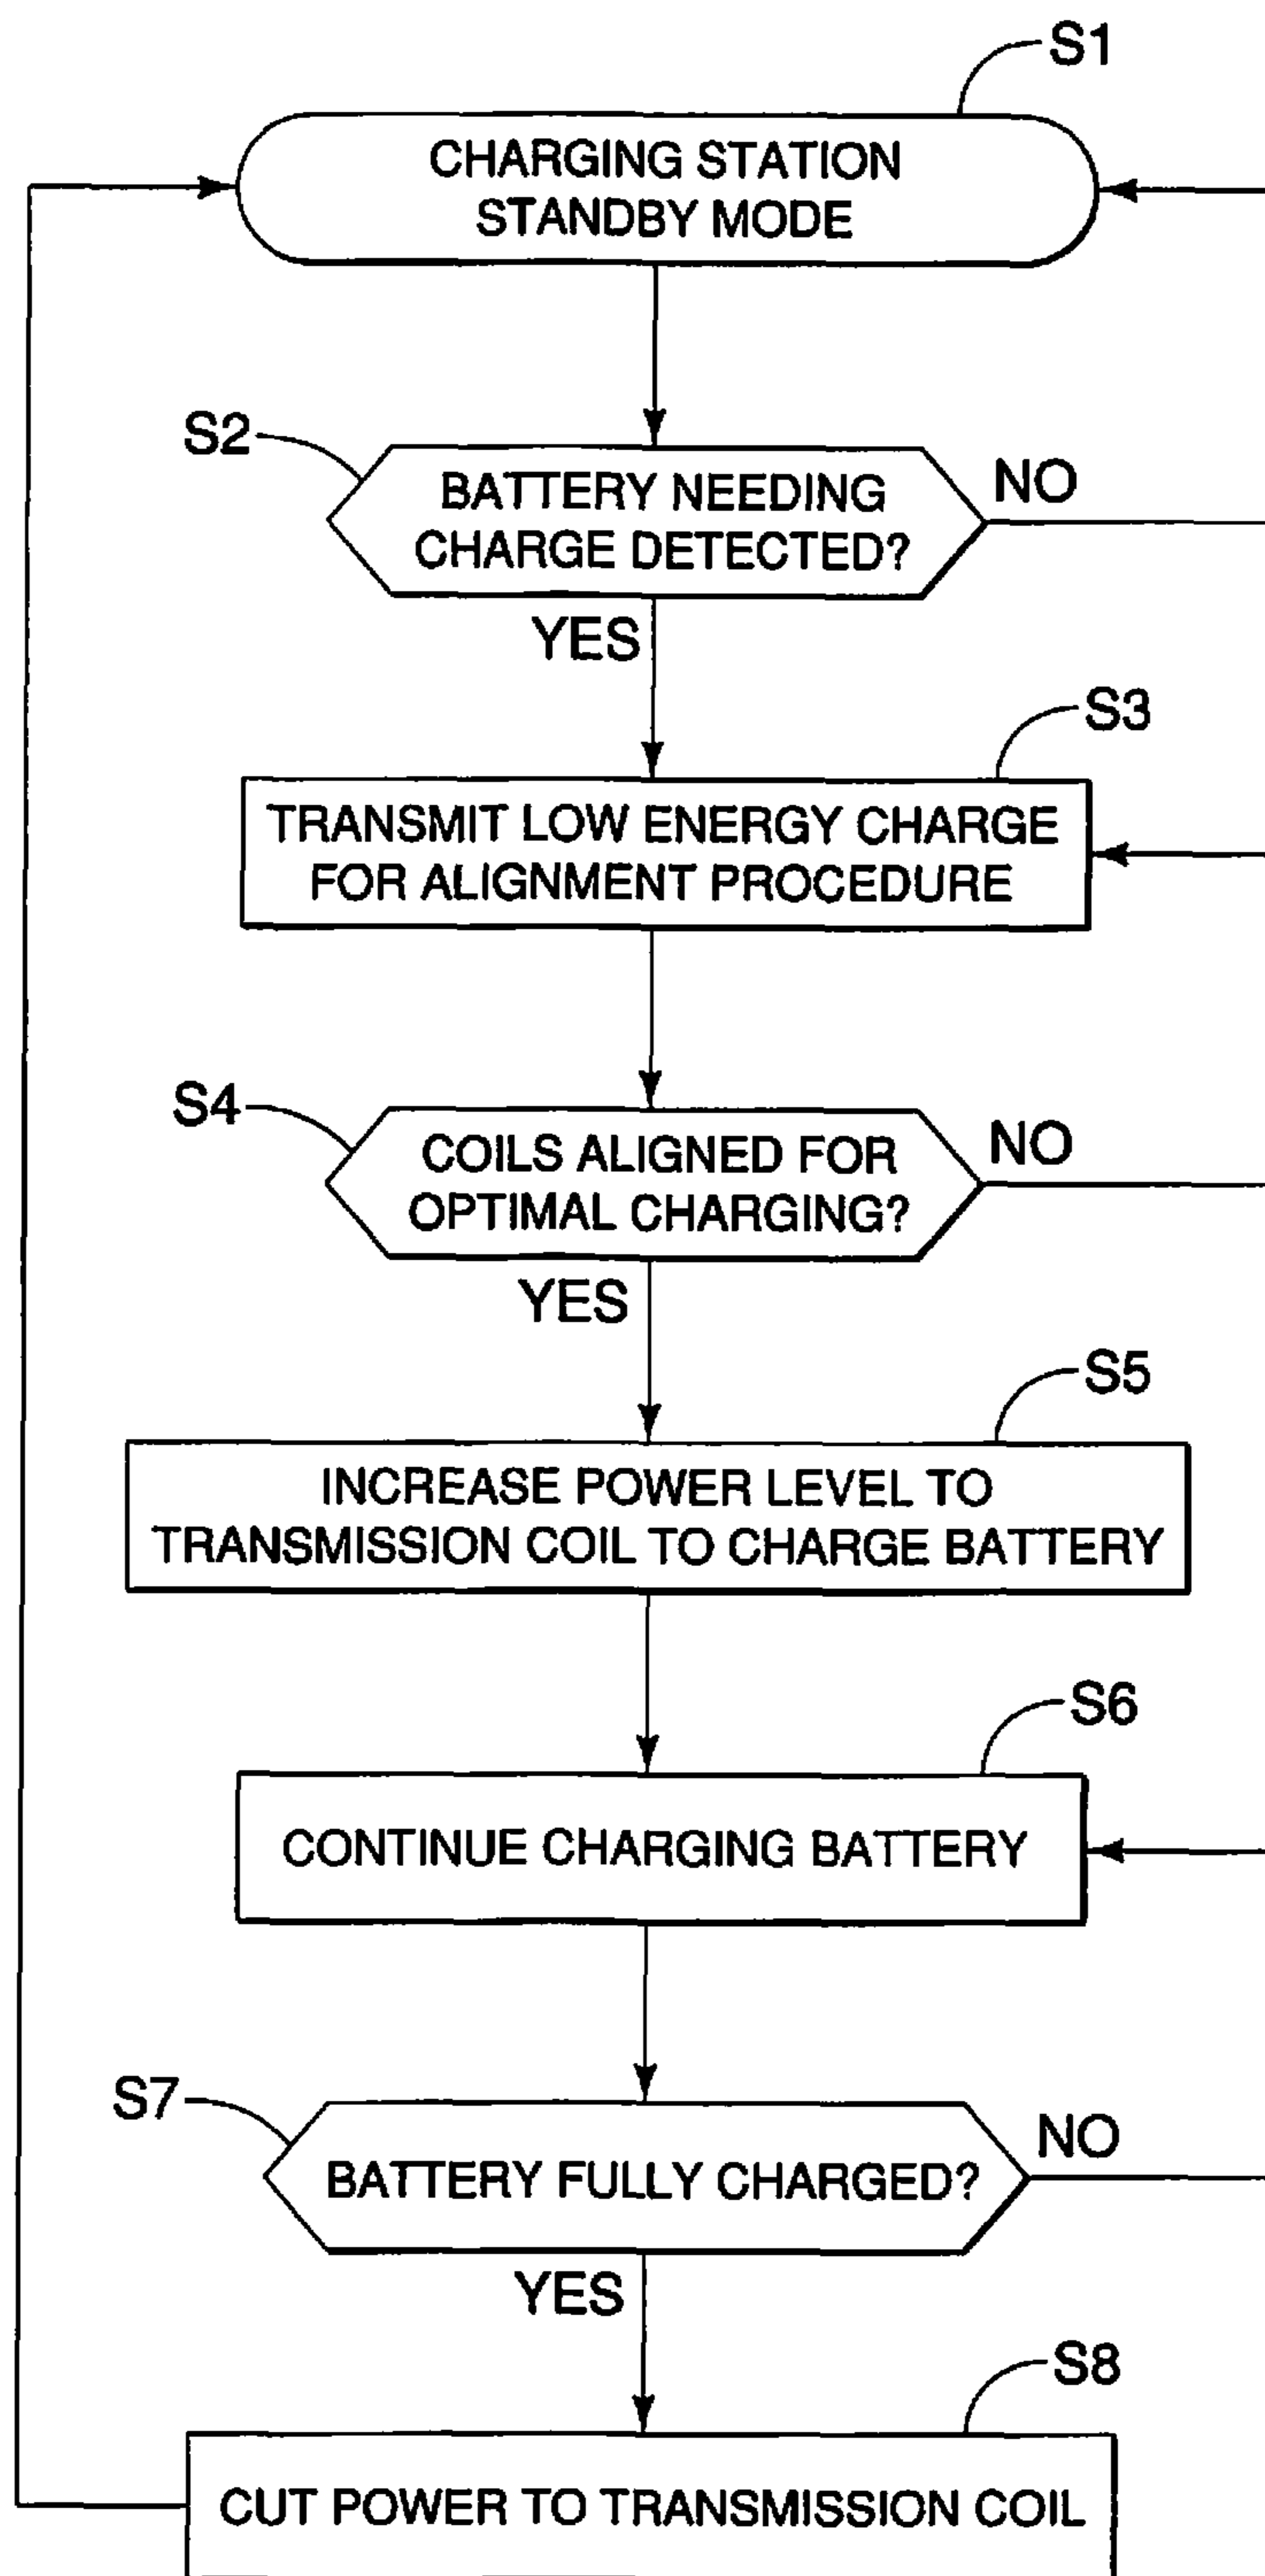 S1
CHARGING STATION
STANDBY MODE
S2
BATTERY NEEDING
CHARGE DETECTED?
NO
YES
S3
TRANSMIT LOW ENERGY CHARGE
FOR ALIGNMENT PROCEDURE
S4
COILS ALIGNED FOR
OPTIMAL CHARGING?
NO
YES
S5
INCREASE POWER LEVEL TO
TRANSMISSION COIL TO CHARGE BATTERY
S6
CONTINUE CHARGING BATTERY
S7
BATTERY FULLY CHARGED?
NO
YES
S8
CUT POWER TO TRANSMISSION COIL